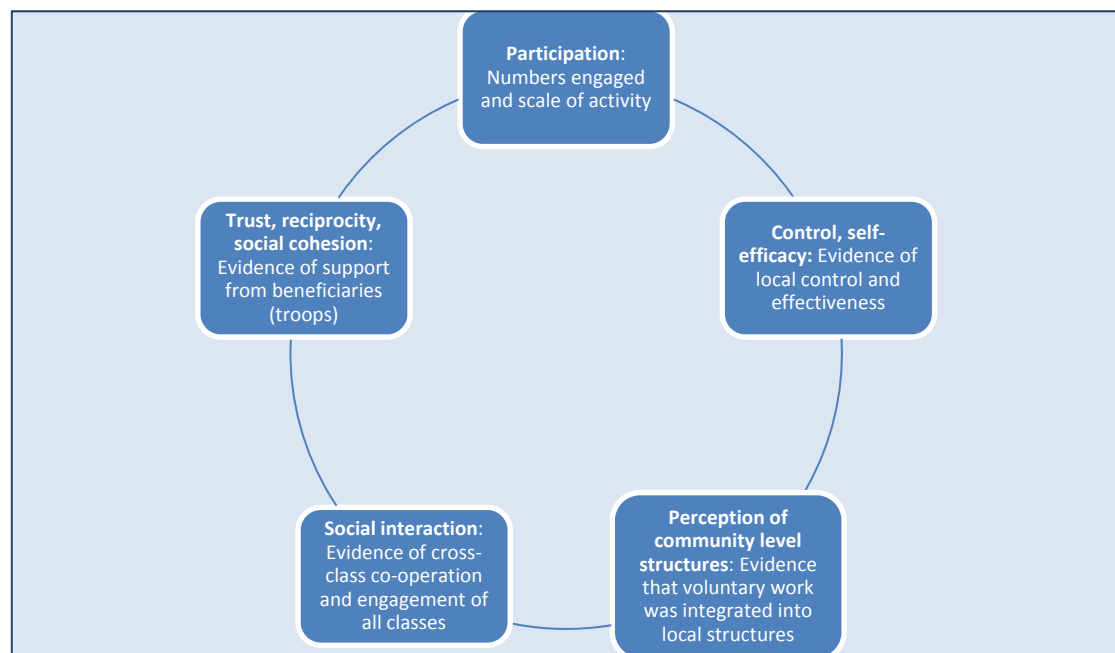 Participation:
Numbers engaged
and scale of activity
Trust, reciprocity,
social cohesion:
Evidence of support
from beneficiaries
(troops)
Control, self-
efficacy: Evidence of
local control and
effectiveness
Social interaction:
Evidence of cross-
class co-operation
and engagement of
all classes
Perception of
community level
structures: Evidence
that voluntary work
was integrated into
local structures